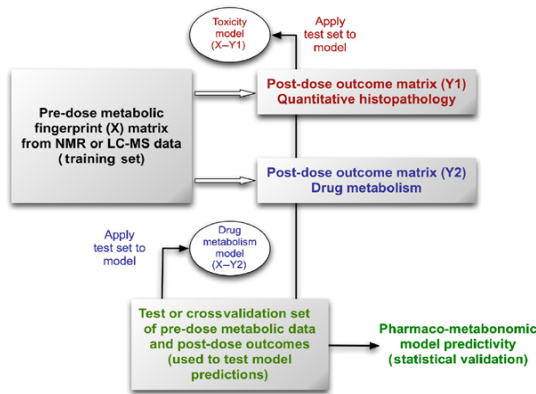 Toxicity
model
(X–Y1)
Apply
test set to
model
Pre-dose metabolic
fingerprint (X) matrix
from NMR or LC-MS data
(training set)
Post-dose outcome matrix (Y1)
Quantitative histopathology
Post-dose outcome matrix (Y2)
Drug metabolism
Apply
test set to
model
Drug
metabolism
model
(X–Y2)
Test or crossvalidation set
of pre-dose metabolic data
and post-dose outcomes
(used to test model
predictions)
Pharmaco-metabonomic
model predictivity
(statistical validation)